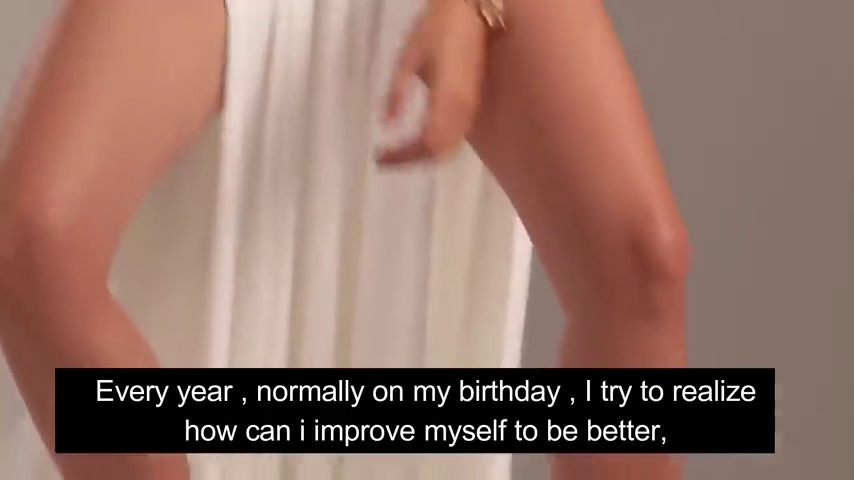 Every year , normally on my birthday , I try to realize
how can i improve myself to be better,